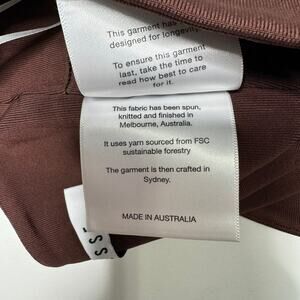 This garment has
designed for longevity
To ensure this garment
last, take the time to
read how best to care
for it.
This fabric has been spun,
knitted and finished in
Melbourne, Australia.
It uses yarn sourced from FSC
sustainable forestry
The garment is then crafted in
Sydney.
MADE IN AUSTRALIA
S S